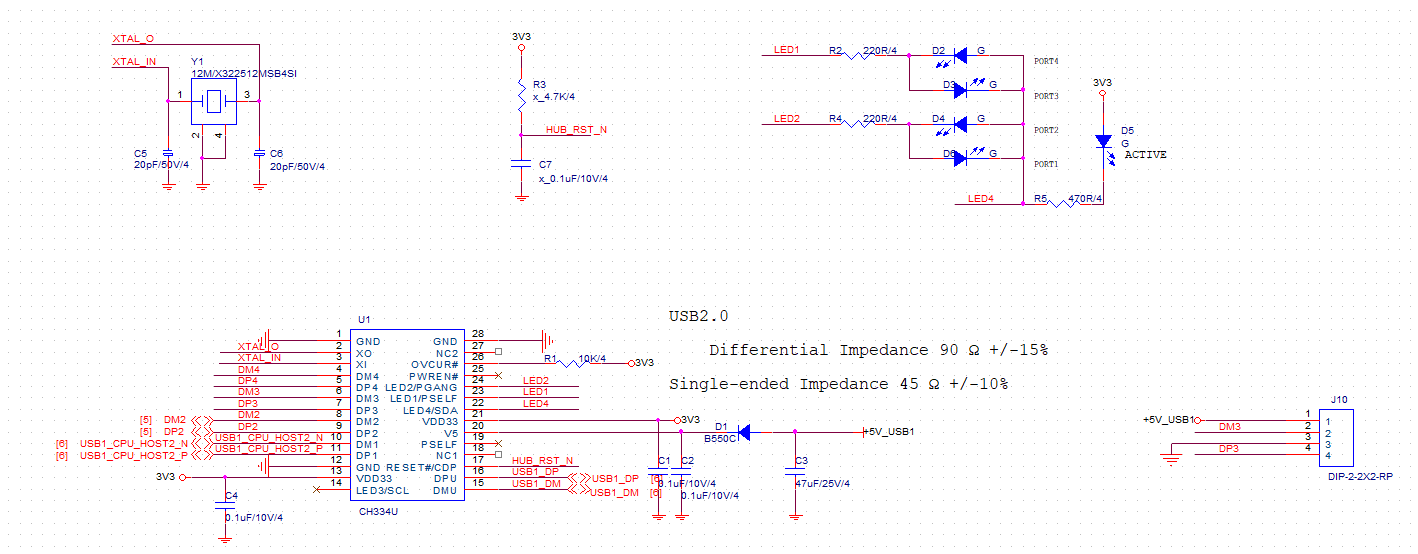 XTAL_O
XTAL_IN
Y1
12M/X322512MSB4SI
1
3
2
4
C5
20pF/50V/4
C6
20pF/50V/4
3V3
R3
x_4.7K/4
HUB_RST_N
C7
x_0.1uF/10V/4
LED1
R2
220R/4
D2
G
PORT4
D3
G
PORT3
LED2
R4
220R/4
D4
G
PORT2
D6
G
PORT1
3V3
D5
G
ACTIVE
LED4
R5
470R/4
USB2.0
Differential Impedance 90 Ω +/-15%
Single-ended Impedance 45 Ω +/-10%
U1
1 GND GND 28
XTAL_O 2 XO NC2 27
XTAL_IN 3 XI OVCUR# 26 R1 10K/4 3V3
DM4 4 DM4 PWREN# 25
DP4 5 DP4 LED2/PGANG 24 LED2
DM3 6 DM3 LED1/PSELF 23 LED1
DP3 7 DP3 LED4/SDA 22 LED4
[5] DM2 DM2 8 DM2 VDD33 21 3V3
[5] DP2 DP2 9 DP2 V5 20
[6] USB1_CPU_HOST2_N USB1_CPU_HOST2_N 10 DM1 PSELF 19
[6] USB1_CPU_HOST2_P USB1_CPU_HOST2_P 11 DP1 NC1 18
12 GND RESET#/CDP 17 HUB_RST_N
3V3 13 VDD33 DPU 16 USB1_DP USB1_DP [6]
14 LED3/SCL DMU 15 USB1_DM USB1_DM [6]
CH334U
C4
0.1uF/10V/4
D1
B550C
+5V_USB1
C1
0.1uF/10V/4
C2
0.1uF/10V/4
C3
47uF/25V/4
J10
+5V_USB1 1 1
DM3 2 2
3 3
DP3 4 4
DIP-2-2X2-RP